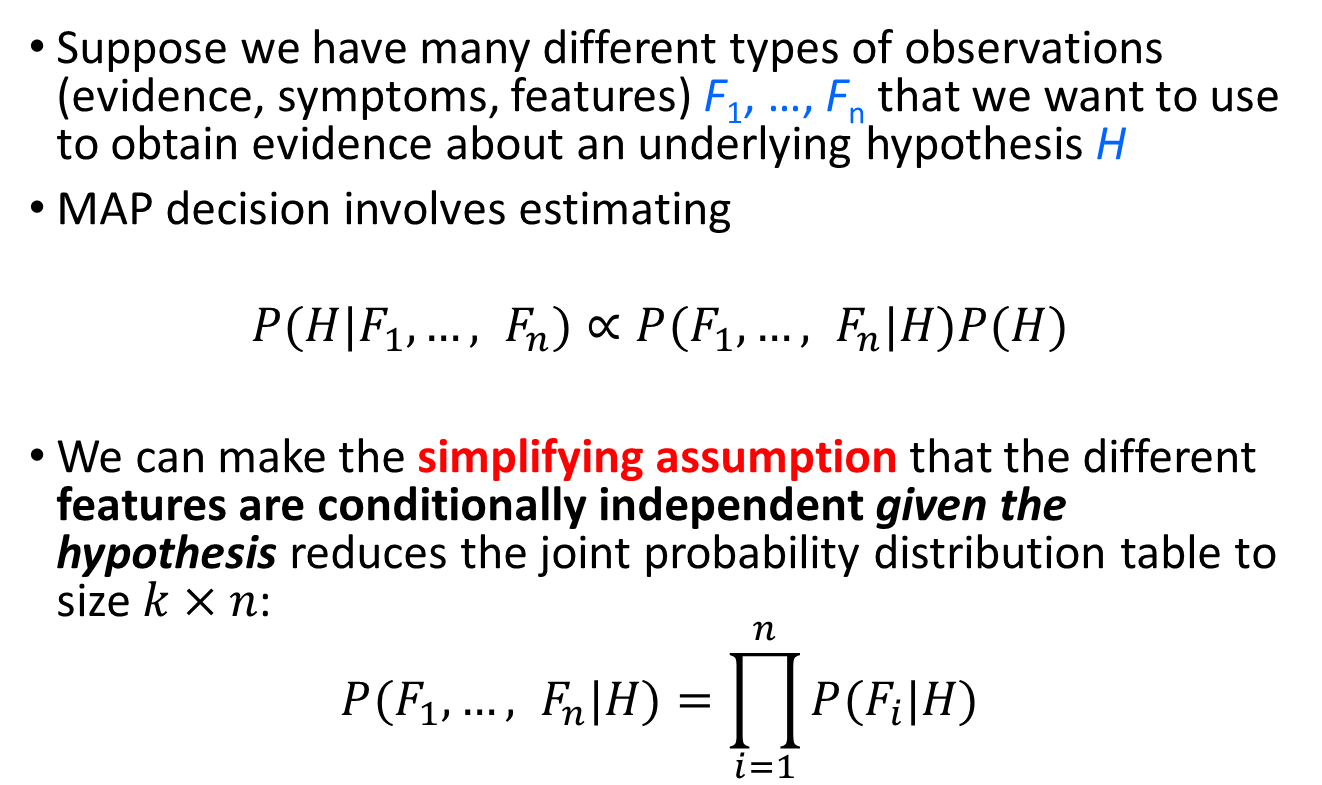 • Suppose we have many different types of observations
(evidence, symptoms, features) F₁, …, Fₙ that we want to use
to obtain evidence about an underlying hypothesis H
• MAP decision involves estimating
P(H|F₁, … , Fₙ) ∝ P(F₁, … , Fₙ|H)P(H)
• We can make the simplifying assumption that the different
features are conditionally independent given the
hypothesis reduces the joint probability distribution table to
size k × n:
P(F₁, … , Fₙ|H) = ∏ᵢ₌₁ⁿ P(Fᵢ|H)